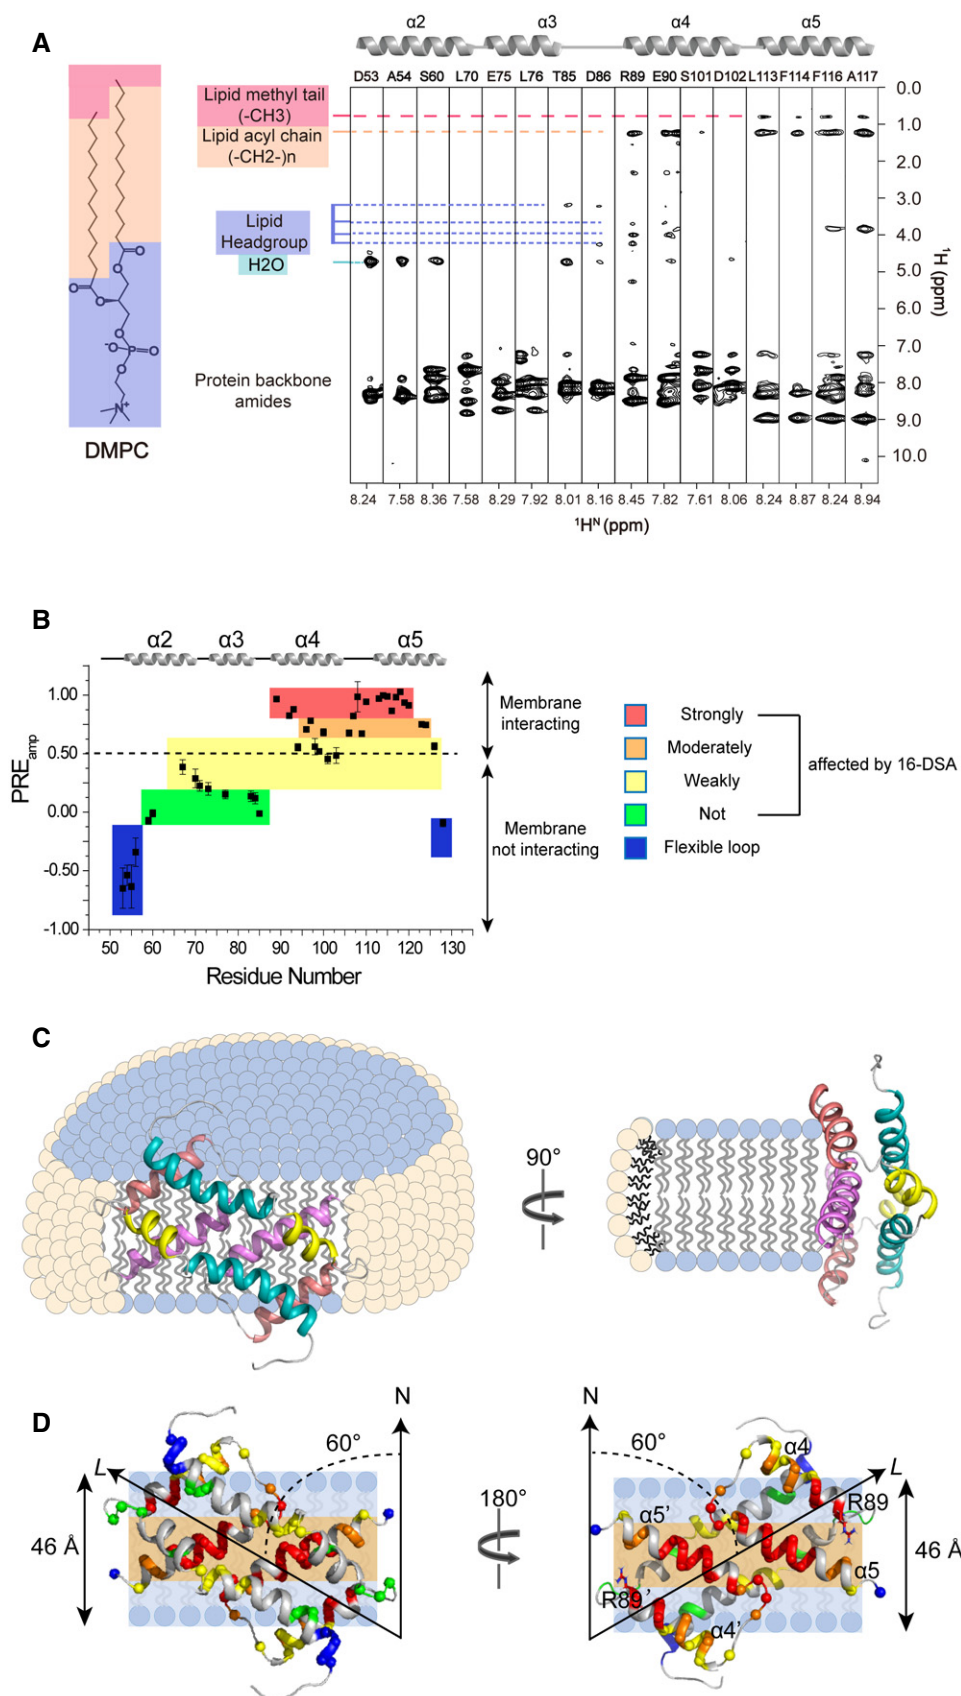 A
α2 α3 α4 α5
D53 A54 S60 L70 E75 L76 T85 D86 R89 E90 S101 D102 L113 F114 F116 A117
Lipid methyl tail
(-CH3)
Lipid acyl chain
(-CH2-)n
Lipid
Headgroup
H2O
Protein backbone
amides
O O O O O P O⁻ O O N⁺
DMPC
0.0
1.0
2.0
3.0
4.0
5.0
6.0
7.0
8.0
9.0
10.0
¹H (ppm)
8.24 7.58 8.36 7.58 8.29 7.92 8.01 8.16 8.45 7.82 7.61 8.06 8.24 8.87 8.24 8.94
¹Hᴺ (ppm)
B
α2 α3 α4 α5
1.00
0.50
0.00
-0.50
-1.00
PREamp
50 60 70 80 90 100 110 120 130
Residue Number
Membrane
interacting
Membrane
not interacting
Strongly
Moderately
Weakly
Not
Flexible loop
affected by 16-DSA
C
90°
D
N
60°
L
46 Å
180°
N
60°
α4
L
R89
α5'
α5
46 Å
R89'
α4'